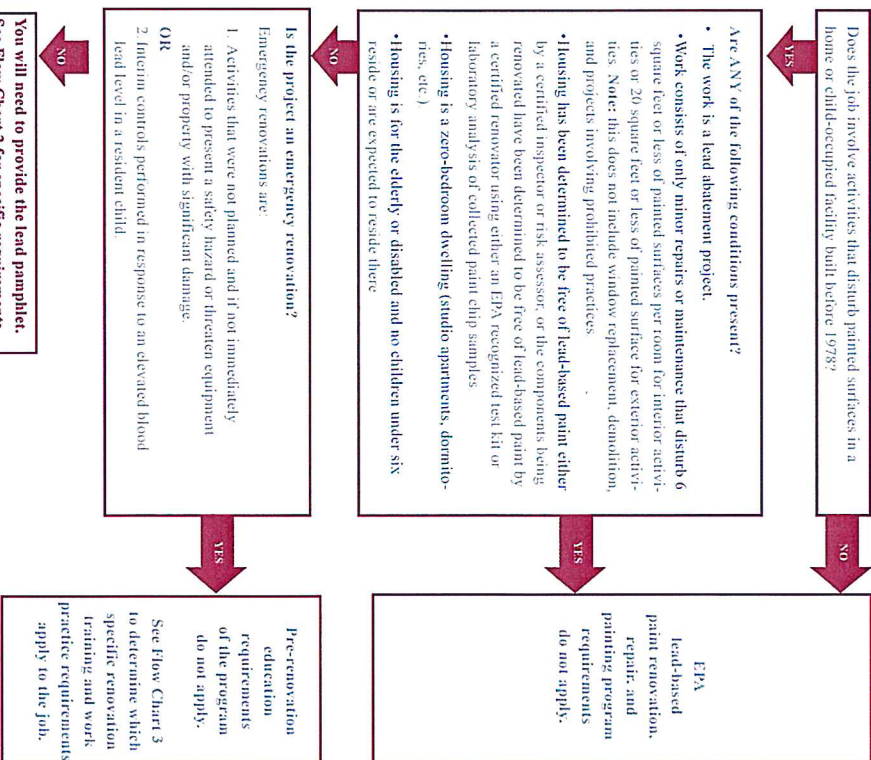 Does the job involve activities that disturb painted surfaces in a
home or child-occupied facility built before 1978?
NO
YES
Are ANY of the following conditions present?
• The work is a lead abatement project.
• Work consists of only minor repairs or maintenance that disturb 6
square feet or less of painted surfaces per room for interior activi-
ties or 20 square feet or less of painted surface for exterior activi-
ties. Note: this does not include window replacement, demolition,
and projects involving prohibited practices
• Housing has been determined to be free of lead-based paint either
by a certified inspector or risk assessor, or the components being
renovated have been determined to be free of lead-based paint by
a certified renovator using either an EPA recognized test kit or
laboratory analysis of collected paint chip samples
• Housing is a zero-bedroom dwelling (studio apartments, dormito-
ries, etc.)
• Housing is for the elderly or disabled and no children under six
reside or are expected to reside there
YES
EPA
lead-based
paint renovation,
repair, and
painting program
requirements
do not apply.
NO
Is the project an emergency renovation?
Emergency renovations are:
1. Activities that were not planned and if not immediately
attended to present a safety hazard or threaten equipment
and/or property with significant damage.
OR
2. Interim controls performed in response to an elevated blood
lead level in a resident child.
YES
Pre-renovation
education
requirements
of the program
do not apply.
See Flow Chart 3
to determine which
specific renovation
training and work
practice requirements
apply to the job.
NO
You will need to provide the lead pamphlet.
See Flow Chart 2 for specific requirements.